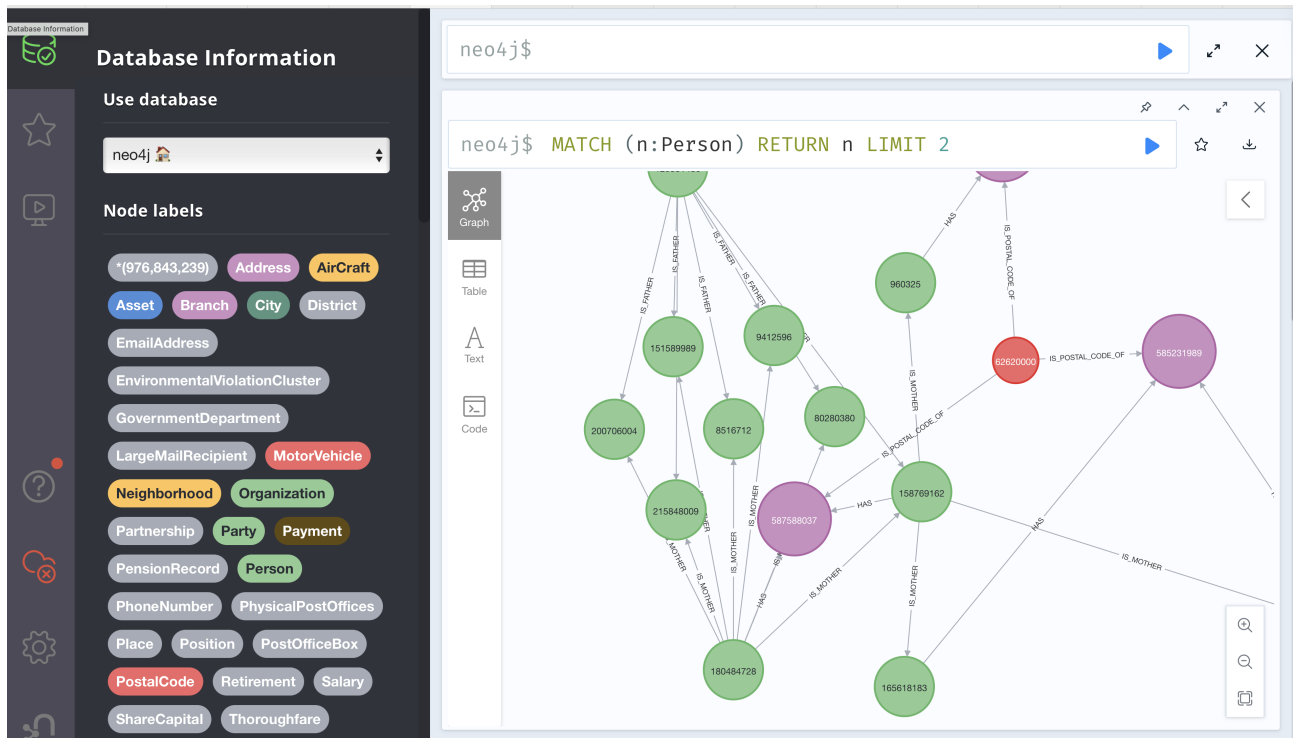 Database Information
Database Information
Use database
neo4j
Node labels
*(976,843,239) Address AirCraft
Asset Branch City District
EmailAddress
EnvironmentalViolationCluster
GovernmentDepartment
LargeMailRecipient MotorVehicle
Neighborhood Organization
Partnership Party Payment
PensionRecord Person
PhoneNumber PhysicalPostOffices
Place Position PostOfficeBox
PostalCode Retirement Salary
ShareCapital Thoroughfare
neo4j$
neo4j$ MATCH (n:Person) RETURN n LIMIT 2
Graph
Table
Text
Code
HAS
IS_FATHER
IS_FATHER
IS_FATHER
IS_FATHER
IS_FATHER
IS_POSTAL_CODE_OF
960325
9412596
151589989
62620000
IS_POSTAL_CODE_OF
585231989
IS_MOTHER
200706004
8516712
80280380
IS_POSTAL_CODE_OF
158769162
215848009
587588037
HAS
IS_MOTHER
HAS
IS_MOTHER
IS_MOTHER
IS_MOTHER
IS_MOTHER
IS_MOTHER
IS_MOTHER
HAS
180484728
165618183